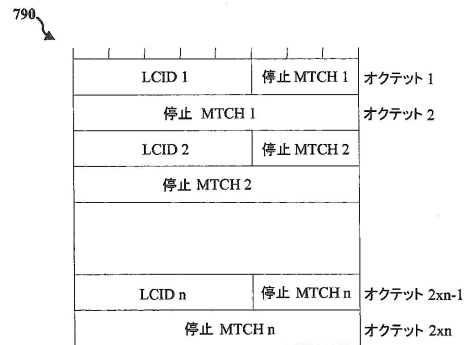 790
LCID 1 停止 MTCH 1 オクテット 1
停止 MTCH 1 オクテット 2
LCID 2 停止 MTCH 2
停止 MTCH 2
LCID n 停止 MTCH n オクテット 2xn-1
停止 MTCH n オクテット 2xn